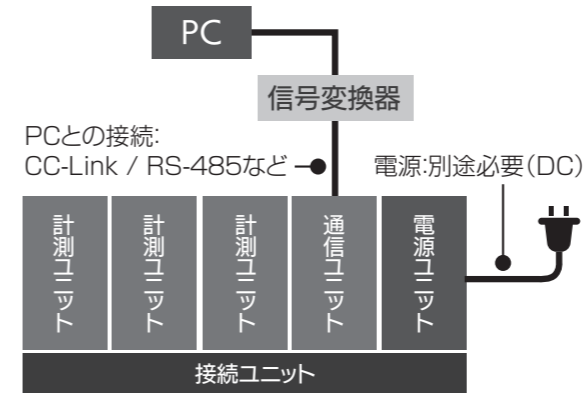 PC
信号変換器
PCとの接続:
CC-Link / RS-485など
電源:別途必要(DC)
計測ユニット
計測ユニット
計測ユニット
通信ユニット
電源ユニット
接続ユニット